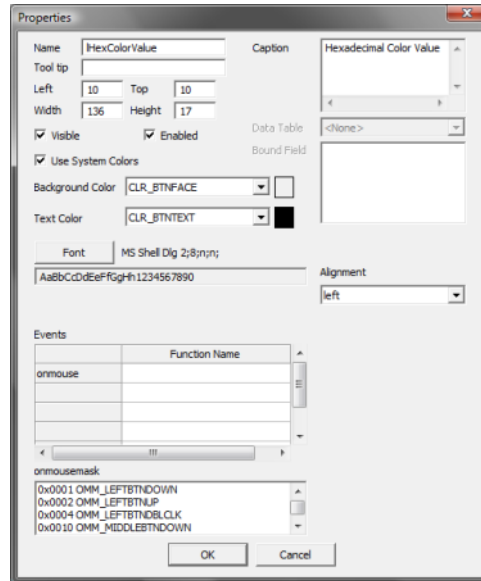 Properties
Name lHexColorValue Caption Hexadecimal Color Value
Tool tip
Left 10 Top 10
Width 136 Height 17
Visible Enabled Data Table <None>
Use System Colors Bound Field
Background Color CLR_BTNFACE
Text Color CLR_BTNTEXT
Font MS Shell Dlg 2;8;n;n;
AaBbCcDdEeFfGgHh1234567890
Alignment
left
Events
Function Name
onmouse
onmousemask
0x0001 OMM_LEFTBTNDOWN
0x0002 OMM_LEFTBTNUP
0x0004 OMM_LEFTBTNDBLCLK
0x0010 OMM_MIDDLEBTNDOWN
OK Cancel